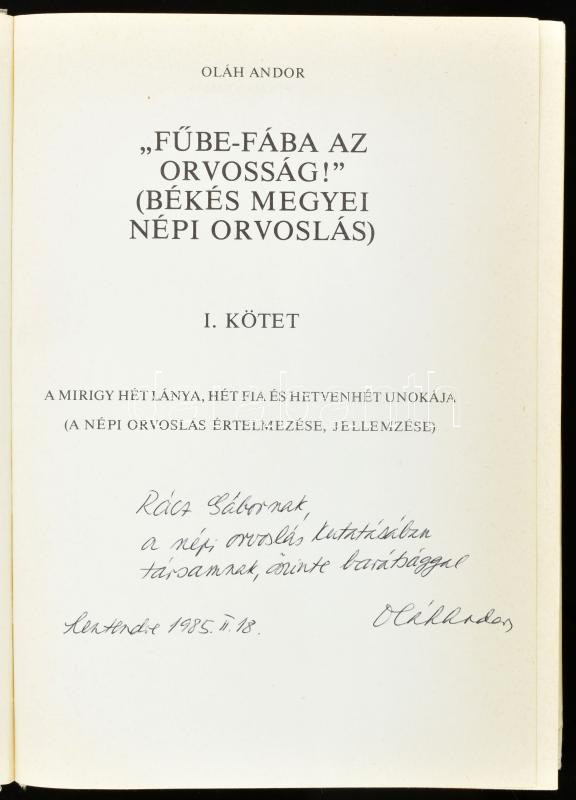 OLÁH ANDOR
„FŰBE-FÁBA AZ
ORVOSSÁG!”
(BÉKÉS MEGYEI
NÉPI ORVOSLÁS)
I. KÖTET
A MIRIGY HÉT LÁNYA, HÉT FIA ÉS HETVENHÉT UNOKÁJA
(A NÉPI ORVOSLÁS ÉRTELMEZÉSE, JELLEMZÉSE)
Rácz Gábornak,
a népi orvoslás kutatásában
társamnak, őszinte barátsággal
Szentendre 1985. II. 18.
Oláh Andor